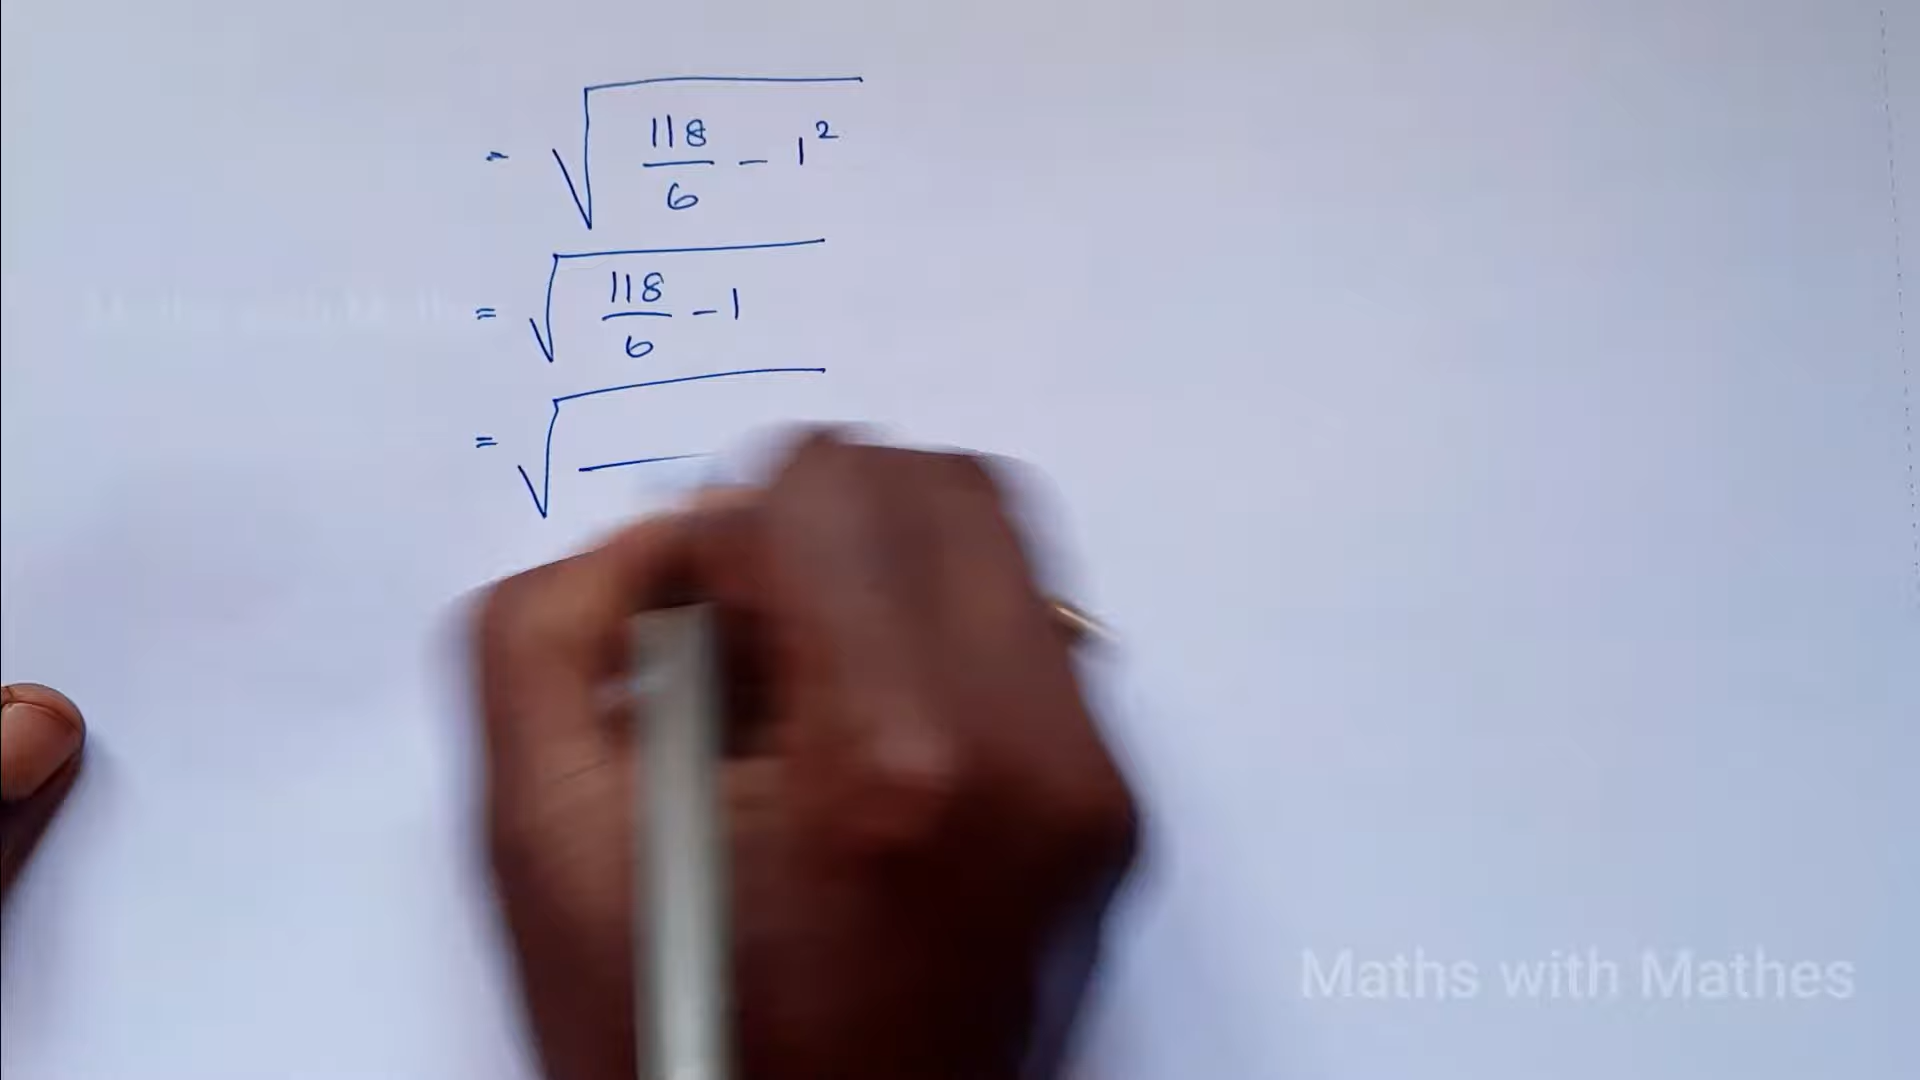 = √(118/6 - 1²)
= √(118/6 - 1)
= √
Maths with Mathes